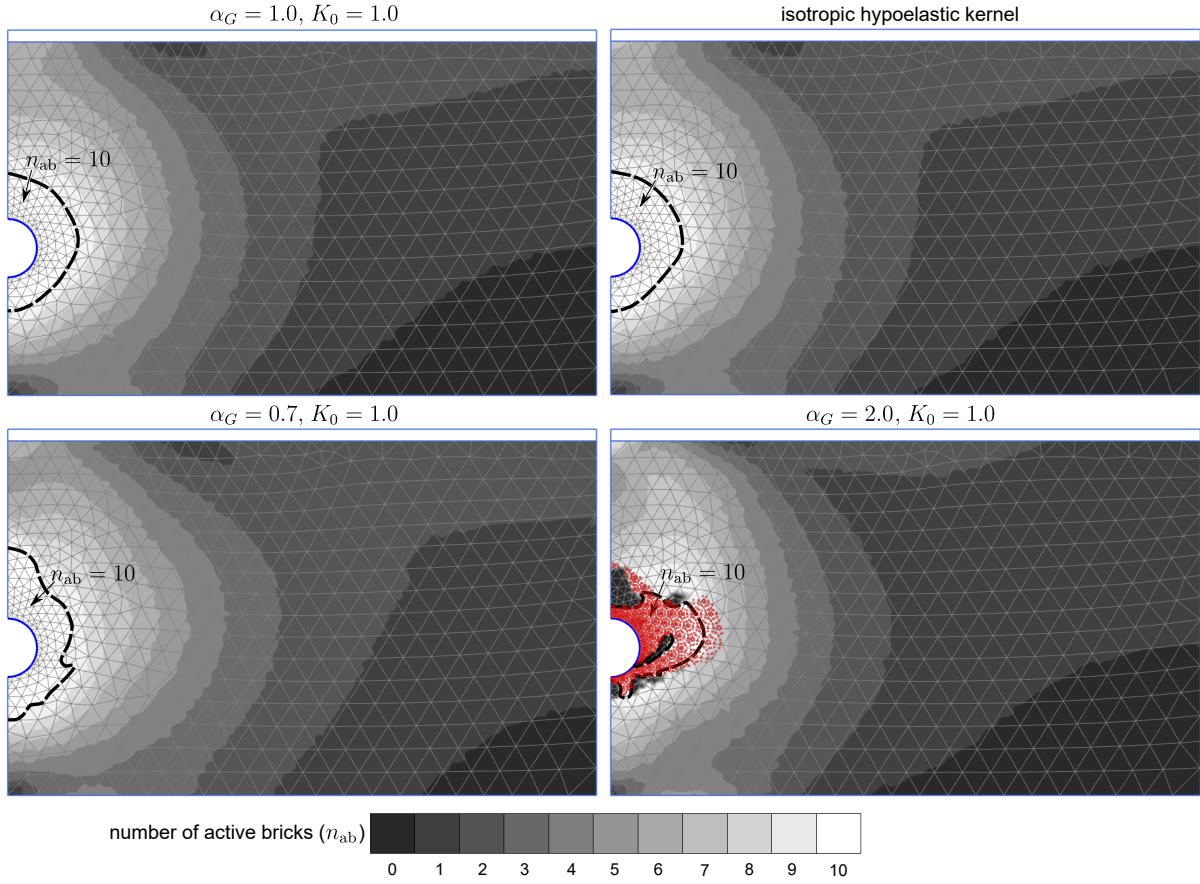 α_G = 1.0, K_0 = 1.0
isotropic hypoelastic kernel
n_ab = 10
n_ab = 10
α_G = 0.7, K_0 = 1.0
α_G = 2.0, K_0 = 1.0
n_ab = 10
n_ab = 10
number of active bricks (n_ab)
0 1 2 3 4 5 6 7 8 9 10